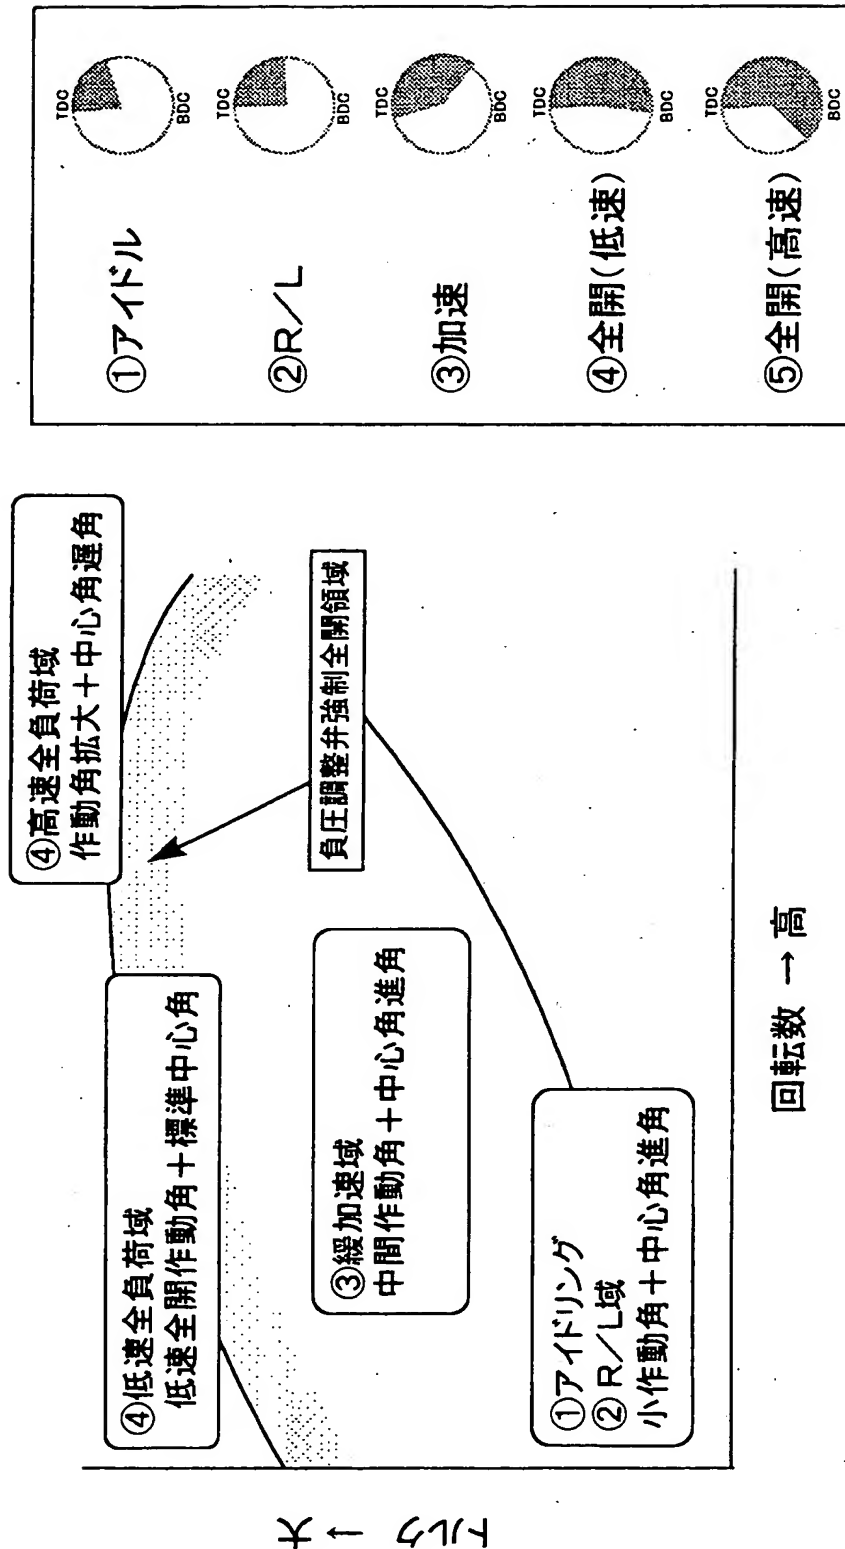 ④高速全負荷域
作動角拡大＋中心角遅角
④低速全負荷域
低速全開作動角＋標準中心角
負圧調整弁強制全開領域
③緩加速域
中間作動角＋中心角進角
①アイドリング
②R／L域
小作動角＋中心角進角
トルク → 大
回転数 → 高
①アイドル
TDC
BDC
②R／L
TDC
BDC
③加速
TDC
BDC
④全開(低速)
TDC
BDC
⑤全開(高速)
TDC
BDC